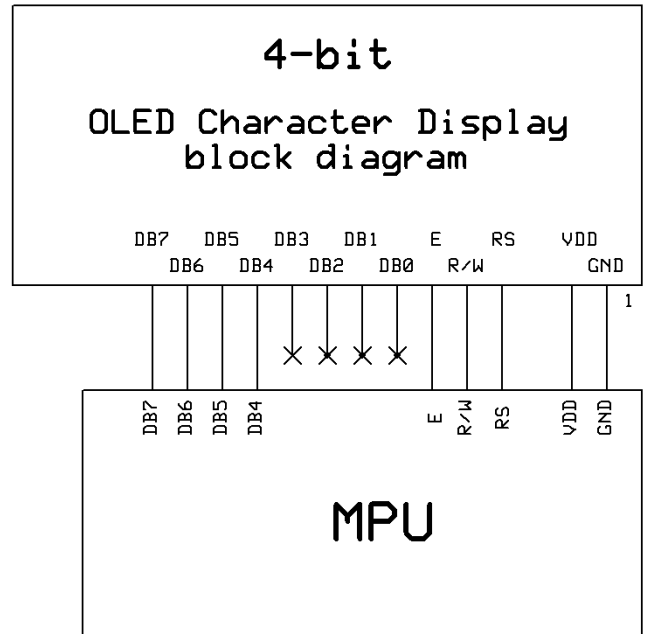 4-bit
OLED Character Display
block diagram
DB7 DB5 DB3 DB1 E RS VDD
DB6 DB4 DB2 DB0 R/W GND
1
DB7 DB6 DB5 DB4 E R/W RS VDD GND
MPU